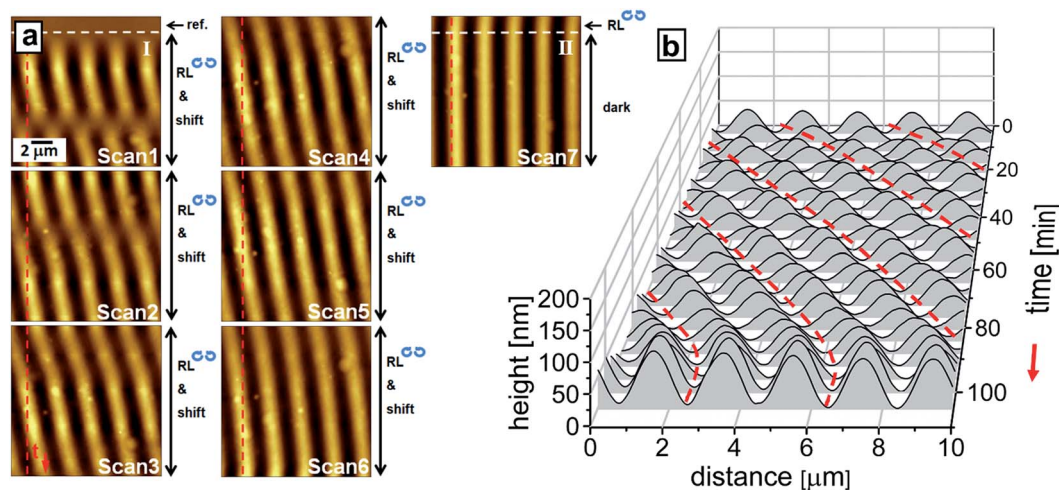 a
I
ref.
RL
&
shift
2 μm
Scan1
RL
&
shift
Scan2
RL
&
shift
t
Scan3
RL
&
shift
Scan4
RL
&
shift
Scan5
RL
&
shift
Scan6
RL
II
dark
Scan7
b
0
20
40
60
80
100
time [min]
200
150
100
50
0
height [nm]
0 2 4 6 8 10
distance [μm]